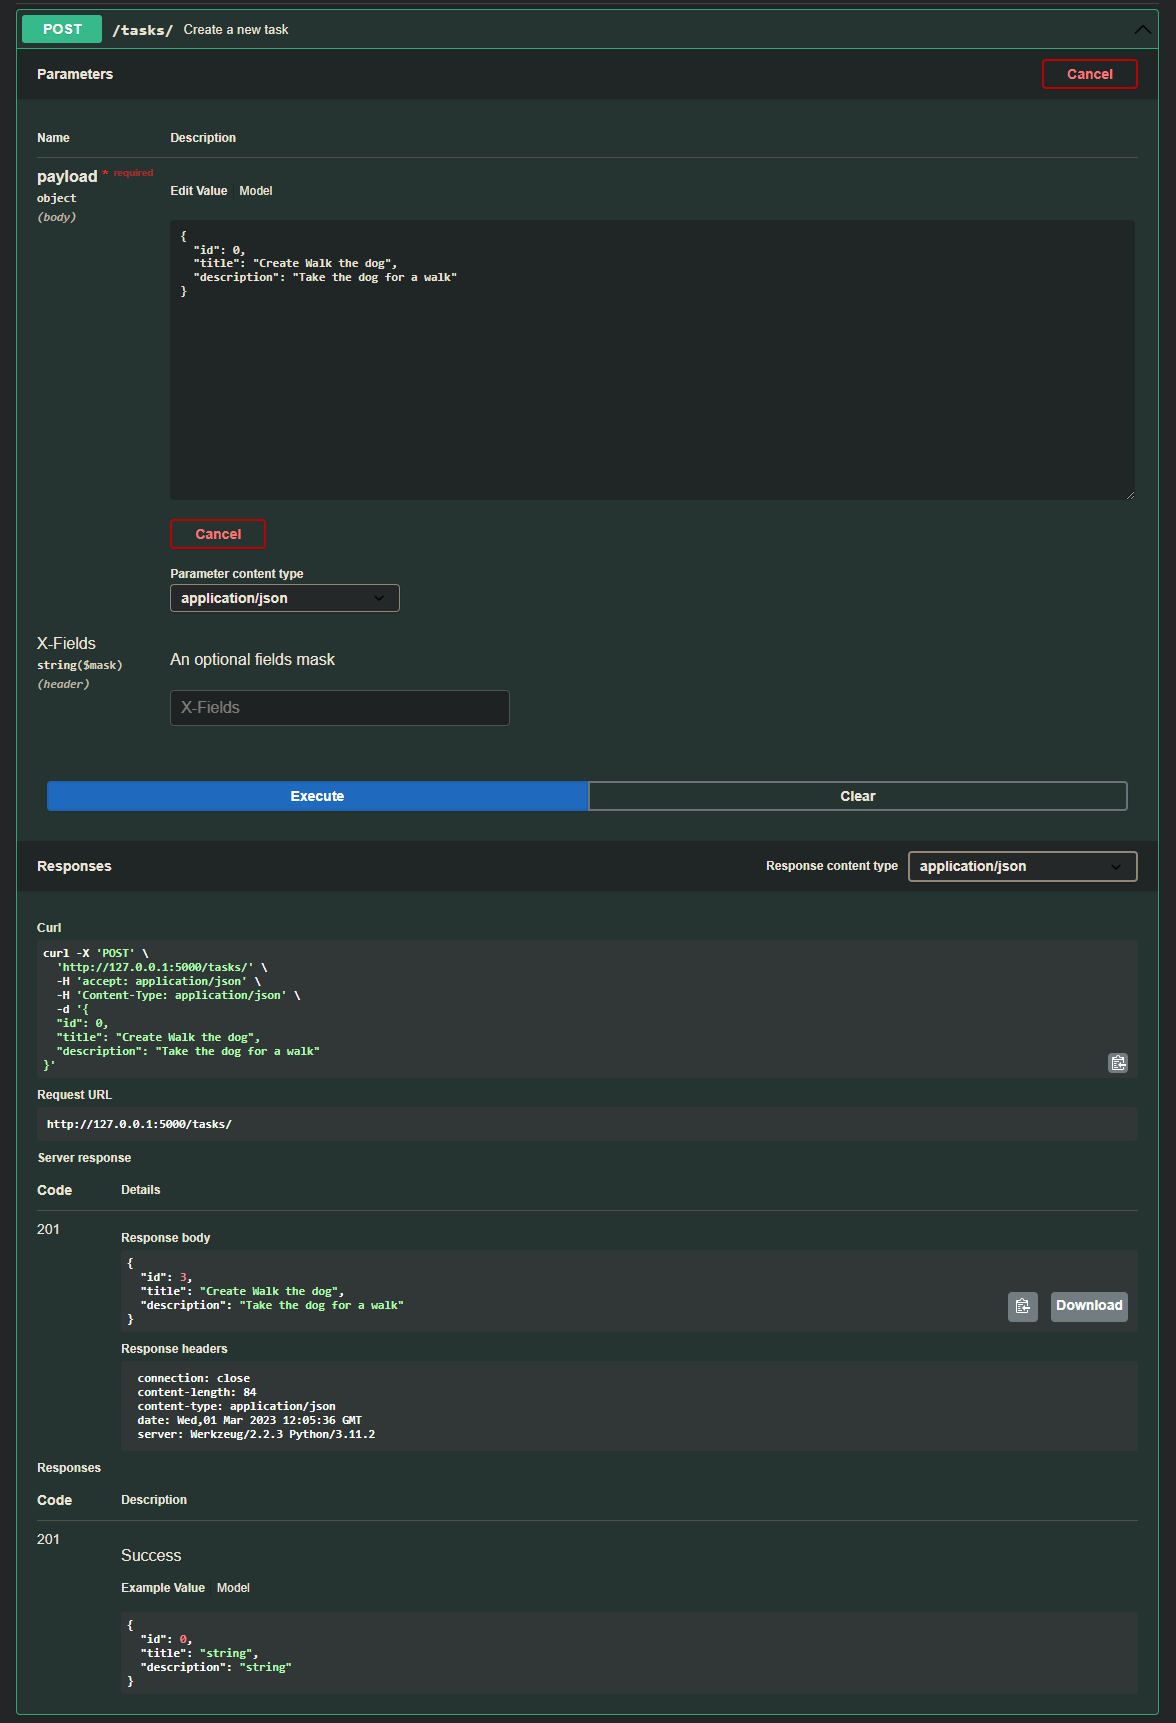 POST /tasks/ Create a new task
Parameters
Cancel
Name Description
payload * required
object
(body)
Edit Value Model
{
  "id": 0,
  "title": "Create Walk the dog",
  "description": "Take the dog for a walk"
}
Cancel
Parameter content type
application/json
X-Fields
string($mask)
(header)
An optional fields mask
X-Fields
Execute Clear
Responses Response content type application/json
Curl
curl -X 'POST' \
  'http://127.0.0.1:5000/tasks/' \
  -H 'accept: application/json' \
  -H 'Content-Type: application/json' \
  -d '{
  "id": 0,
  "title": "Create Walk the dog",
  "description": "Take the dog for a walk"
}'
Request URL
http://127.0.0.1:5000/tasks/
Server response
Code Details
201
Response body
{
  "id": 3,
  "title": "Create Walk the dog",
  "description": "Take the dog for a walk"
}
Download
Response headers
connection: close
content-length: 84
content-type: application/json
date: Wed,01 Mar 2023 12:05:36 GMT
server: Werkzeug/2.2.3 Python/3.11.2
Responses
Code Description
201
Success
Example Value Model
{
  "id": 0,
  "title": "string",
  "description": "string"
}